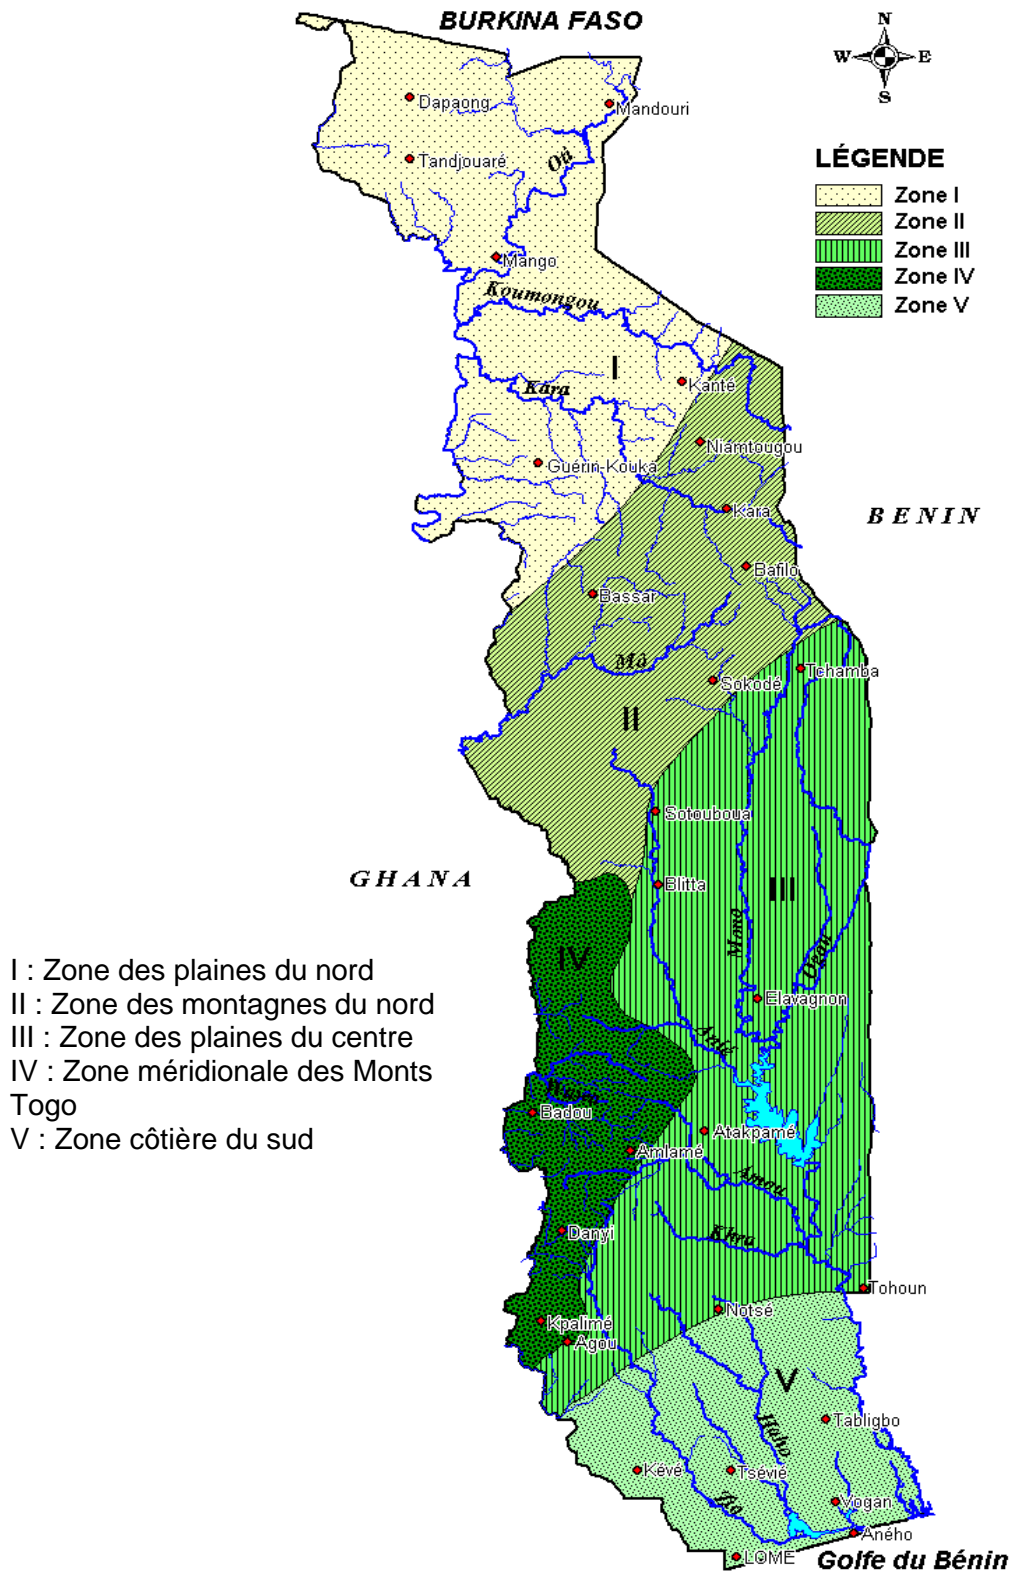 BURKINA FASO
N
W E
S
Dapaong
Mandouri
Tandjouaré
Oti
LÉGENDE
Zone I
Zone II
Zone III
Zone IV
Zone V
Mango
Koumongou
I
Kara
Kanté
Niamtougou
Guérin-Kouka
Kara
BENIN
Bafilo
Bassar
Mô
Tchamba
Sokodé
II
Sotouboua
GHANA
Blitta
III
Mono
Ogou
IV
I : Zone des plaines du nord
II : Zone des montagnes du nord
III : Zone des plaines du centre
IV : Zone méridionale des Monts
Togo
V : Zone côtière du sud
Elavagnon
Anié
Badou
Atakpamé
Amlamé
Amou
Danyi
Khra
Tohoun
Notsé
Kpalimé
Agou
V
Tabligbo
Haho
Kévé
Tsévié
Zio
Vogan
Aného
LOME
Golfe du Bénin